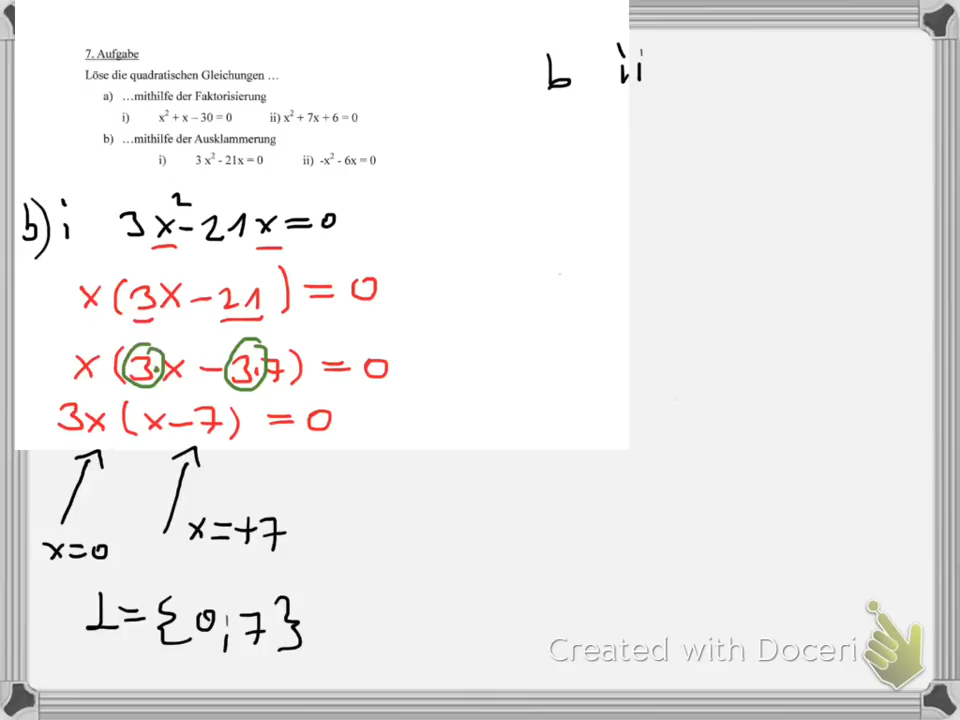 7. Aufgabe
Löse die quadratischen Gleichungen …
a) …mithilfe der Faktorisierung
i) x² + x – 30 = 0 ii) x² + 7x + 6 = 0
b) …mithilfe der Ausklammerung
i) 3 x² - 21x = 0 ii) -x² - 6x = 0
b ii
b) i 3x² - 21x = 0
x (3x - 21) = 0
x (3·x - 3·7) = 0
3x (x - 7) = 0
x = +7
x = 0
L = {0; 7}
Created with Doceri